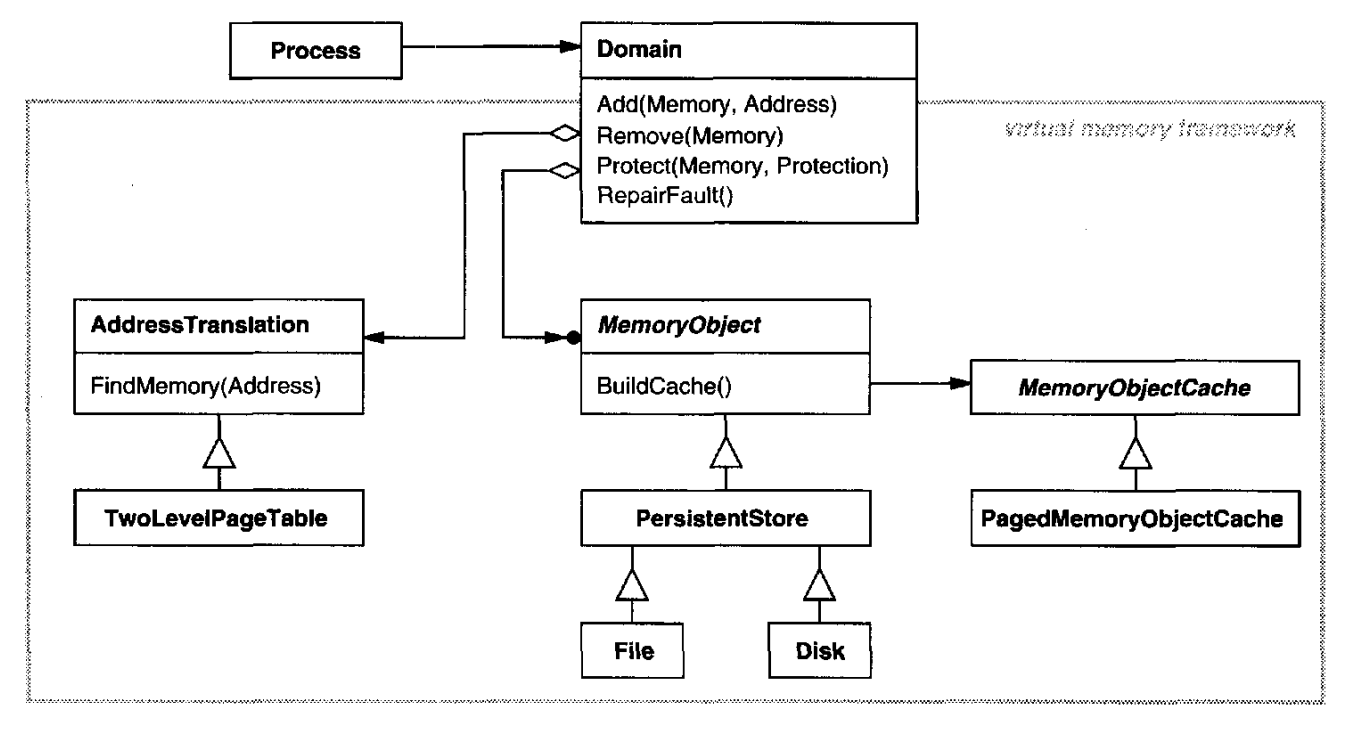 Process
Domain
Add(Memory, Address)
Remove(Memory)
Protect(Memory, Protection)
RepairFault()
virtual memory framework
AddressTranslation
FindMemory(Address)
MemoryObject
BuildCache()
MemoryObjectCache
TwoLevelPageTable
PersistentStore
PagedMemoryObjectCache
File
Disk